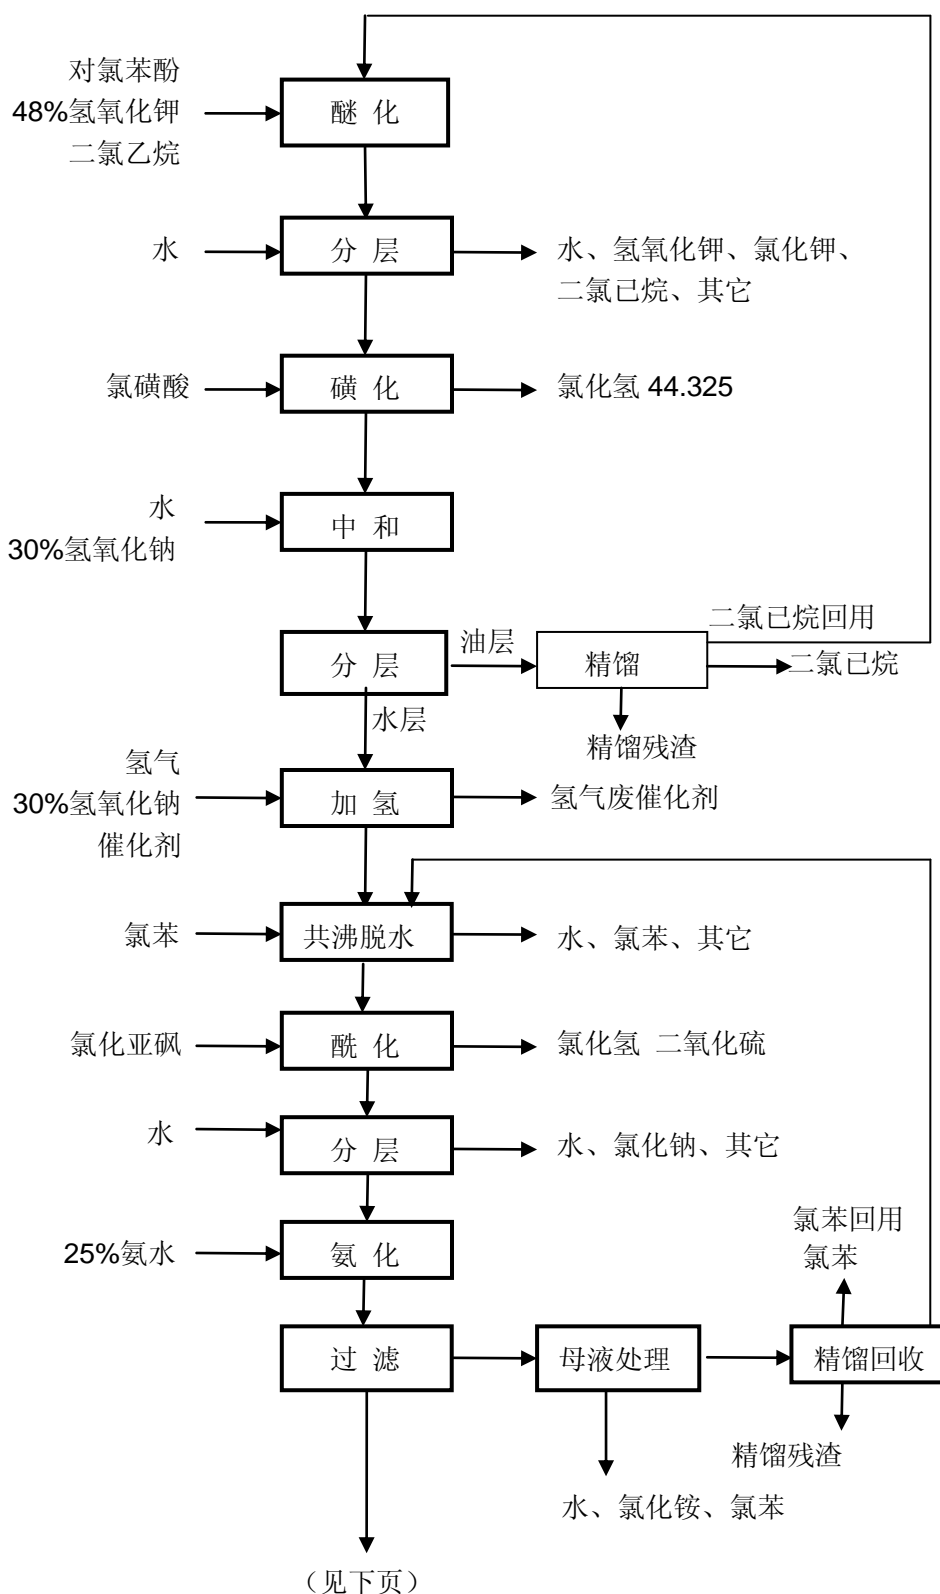 对氯苯酚
48%氢氧化钾
二氯乙烷
醚 化
水
分 层
水、氢氧化钾、氯化钾、
二氯已烷、其它
氯磺酸
磺 化
氯化氢 44.325
水
30%氢氧化钠
中 和
分 层
油层
精馏
二氯已烷回用
二氯已烷
水层
精馏残渣
氢气
30%氢氧化钠
催化剂
加 氢
氢气废催化剂
氯苯
共沸脱水
水、氯苯、其它
氯化亚砜
酰 化
氯化氢 二氧化硫
水
分 层
水、氯化钠、其它
25%氨水
氨 化
氯苯回用
氯苯
过 滤
母液处理
精馏回收
精馏残渣
水、氯化铵、氯苯
（见下页）